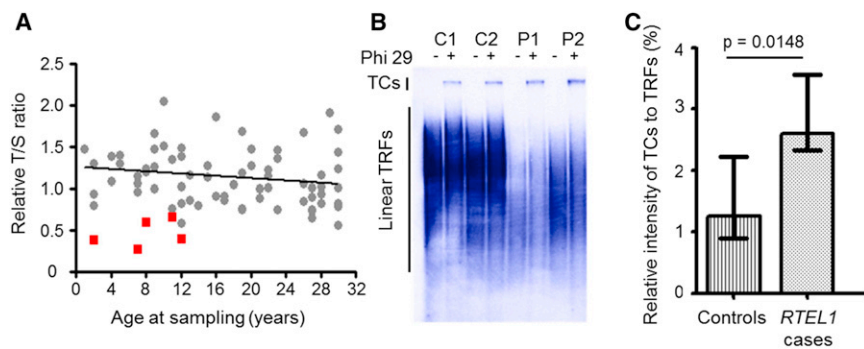 A
Relative T/S ratio
2.5
2.0
1.5
1.0
0.5
0.0
0 4 8 12 16 20 24 28 32
Age at sampling (years)
B
C1 C2 P1 P2
Phi 29 - + - + - + - +
TCs
Linear TRFs
C
p = 0.0148
Relative intensity of TCs to TRFs (%)
4
3
2
1
0
Controls RTEL1
cases